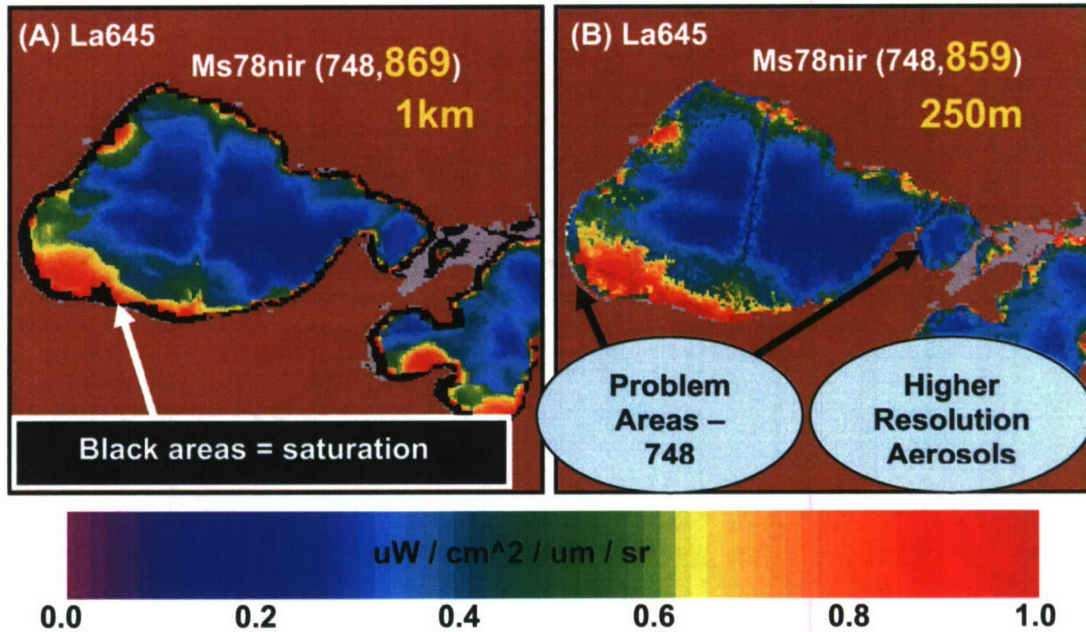 (A) La645
Ms78nir (748,869)
1km
Black areas = saturation
(B) La645
Ms78nir (748,859)
250m
Problem
Areas –
748
Higher
Resolution
Aerosols
uW / cm^2 / um / sr
0.0 0.2 0.4 0.6 0.8 1.0